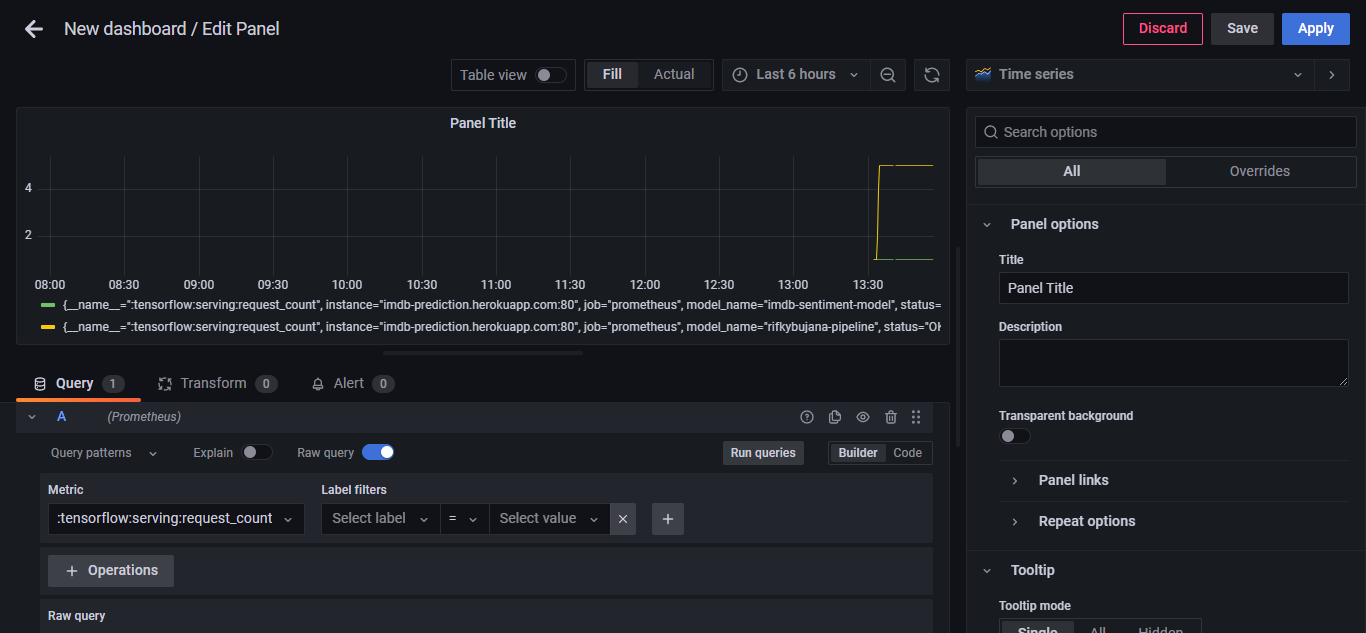 New dashboard / Edit Panel
Discard Save Apply
Table view Fill Actual Last 6 hours Time series
Panel Title
4
2
08:00 08:30 09:00 09:30 10:00 10:30 11:00 11:30 12:00 12:30 13:00 13:30
{__name__=":tensorflow:serving:request_count", instance="imdb-prediction.herokuapp.com:80", job="prometheus", model_name="imdb-sentiment-model", status=
{__name__=":tensorflow:serving:request_count", instance="imdb-prediction.herokuapp.com:80", job="prometheus", model_name="rifkybujana-pipeline", status="OK
Query 1 Transform 0 Alert 0
A (Prometheus)
Query patterns Explain Raw query Run queries Builder Code
Metric Label filters
:tensorflow:serving:request_count Select label = Select value × +
+ Operations
Raw query
Search options
All Overrides
Panel options
Title
Panel Title
Description
Transparent background
Panel links
Repeat options
Tooltip
Tooltip mode
Single All Hidden